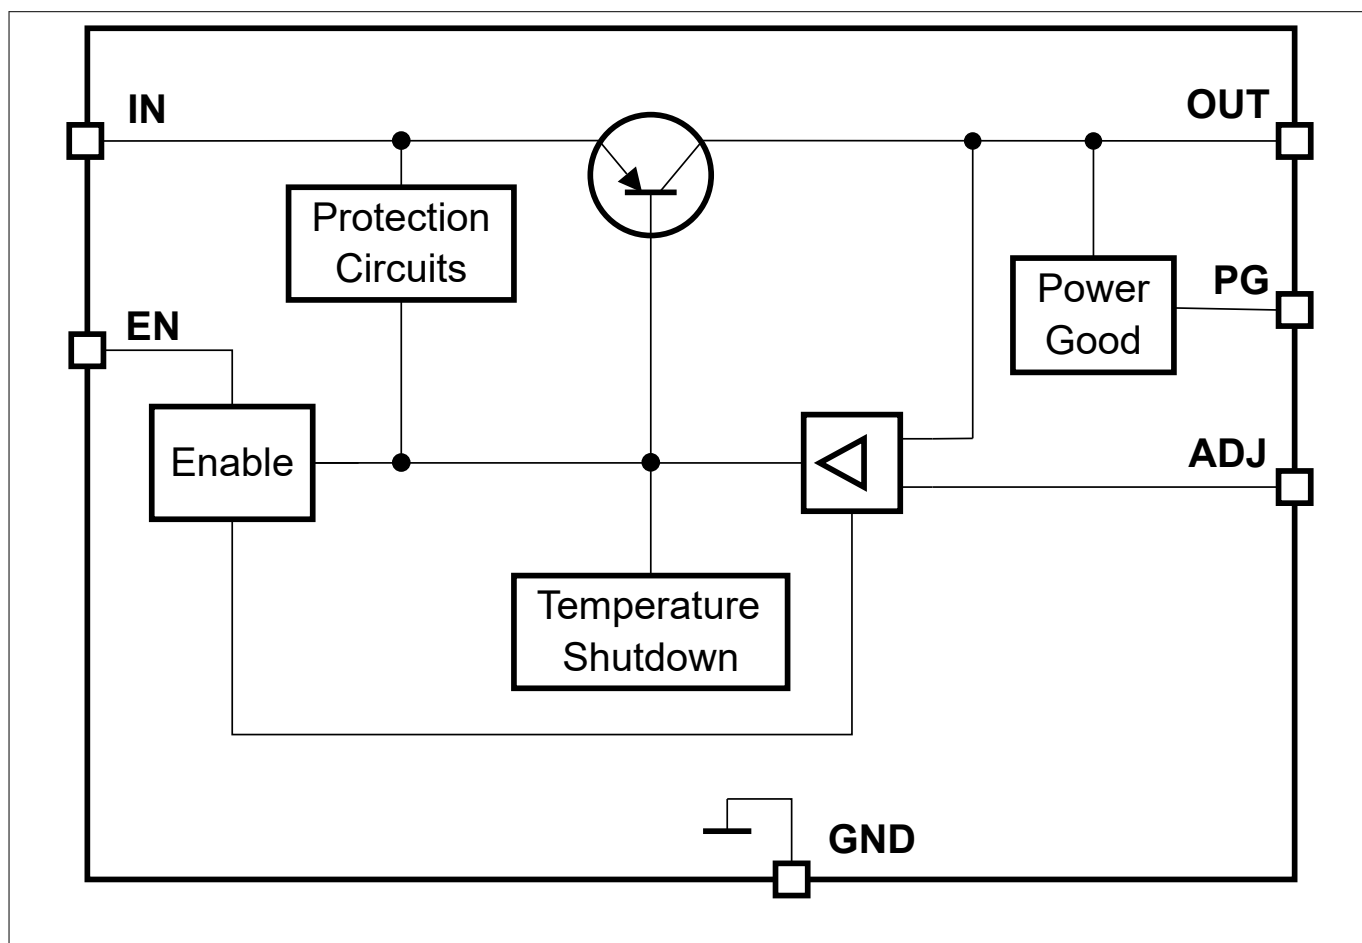 IN
OUT
Protection
Circuits
PG
Power
Good
EN
ADJ
Enable
Temperature
Shutdown
GND